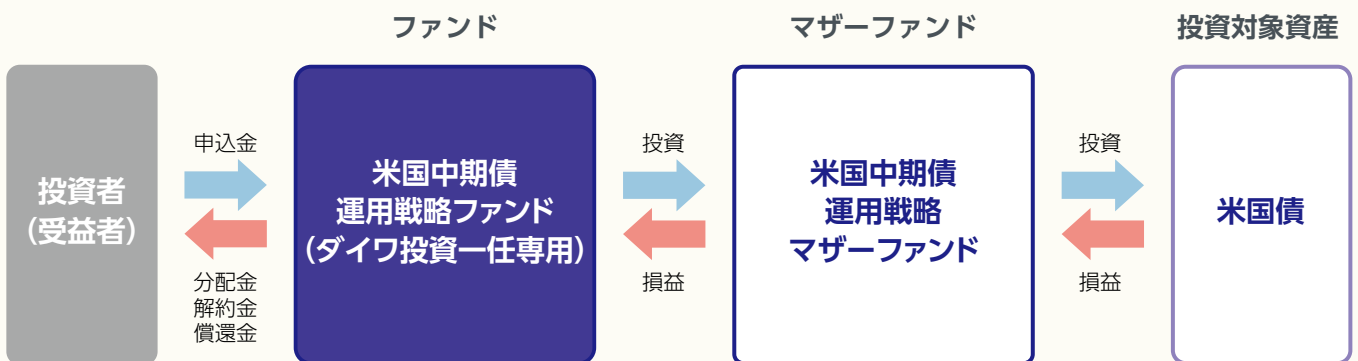 ファンド
マザーファンド
投資対象資産
投資者
（受益者）
申込金
分配金
解約金
償還金
米国中期債
運用戦略ファンド
（ダイワ投資一任専用）
投資
損益
米国中期債
運用戦略
マザーファンド
投資
損益
米国債